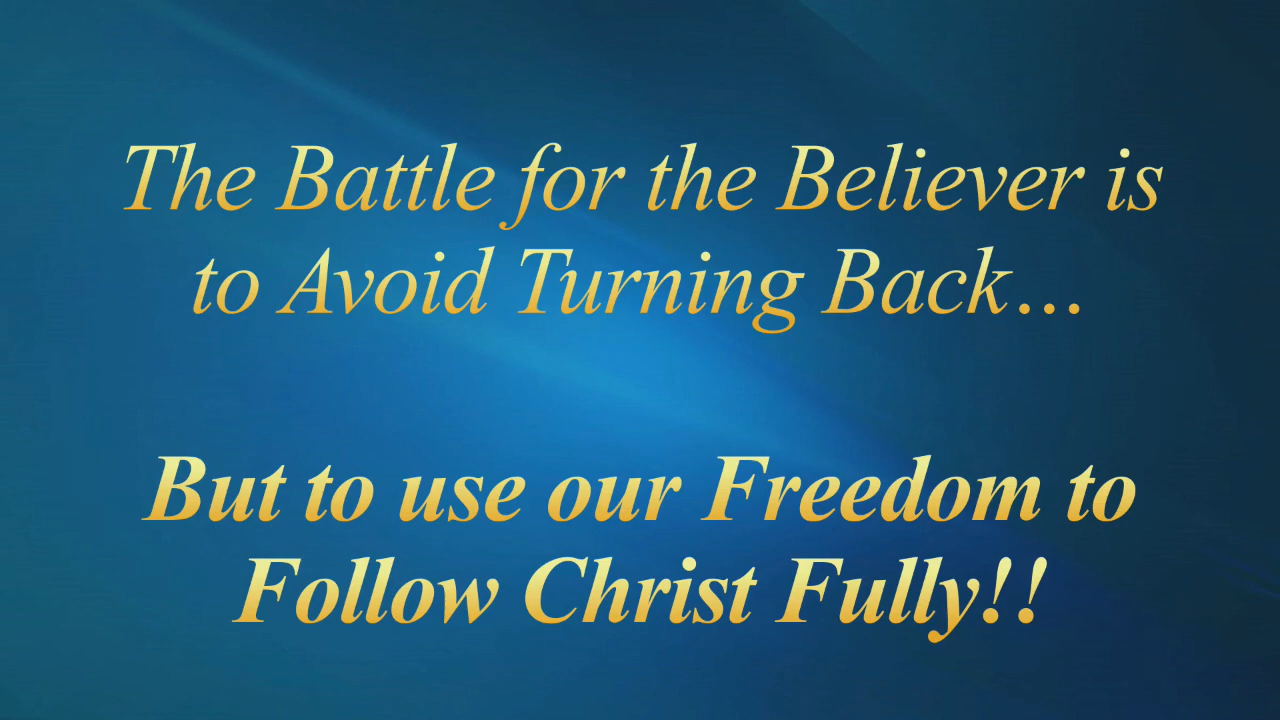 The Battle for the Believer is
to Avoid Turning Back…
But to use our Freedom to
Follow Christ Fully!!